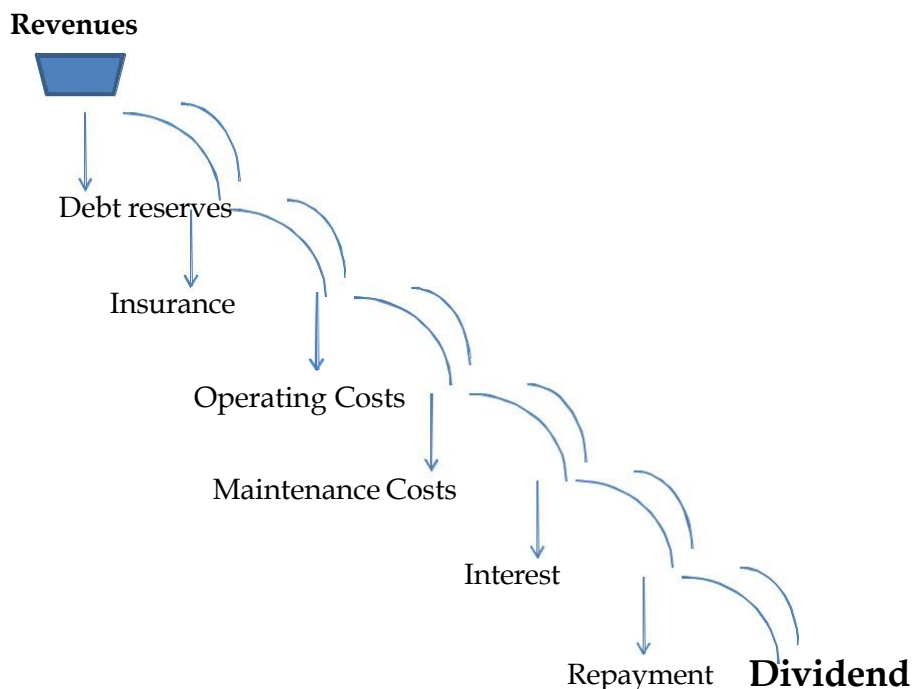 Revenues
Debt reserves
Insurance
Operating Costs
Maintenance Costs
Interest
Repayment
Dividend